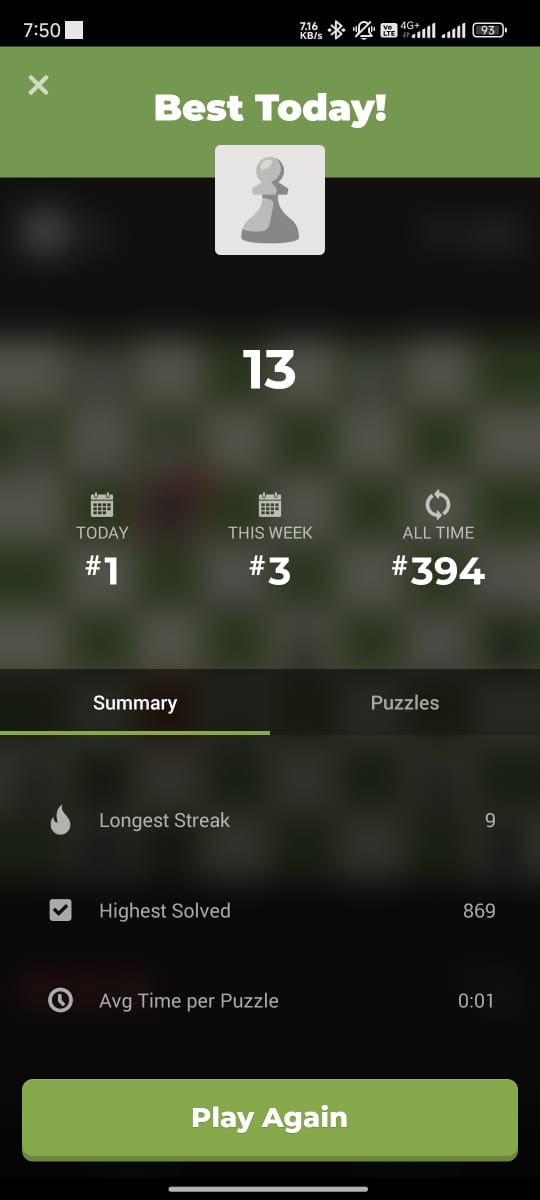 7:50
7.16 KB/s Vo LTE 4G+ 93
Best Today!
13
TODAY THIS WEEK ALL TIME
#1 #3 #394
Summary Puzzles
Longest Streak 9
Highest Solved 869
Avg Time per Puzzle 0:01
Play Again